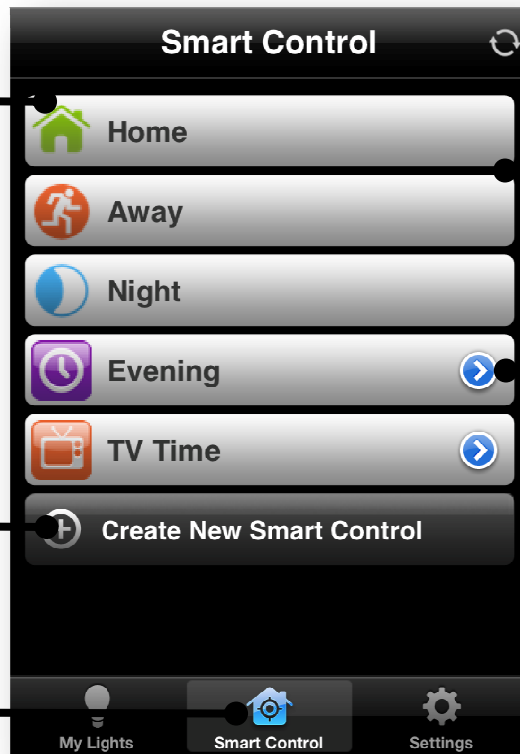 Smart Control
Home
Away
Night
Evening
TV Time
Create New Smart Control
My Lights
Smart Control
Settings